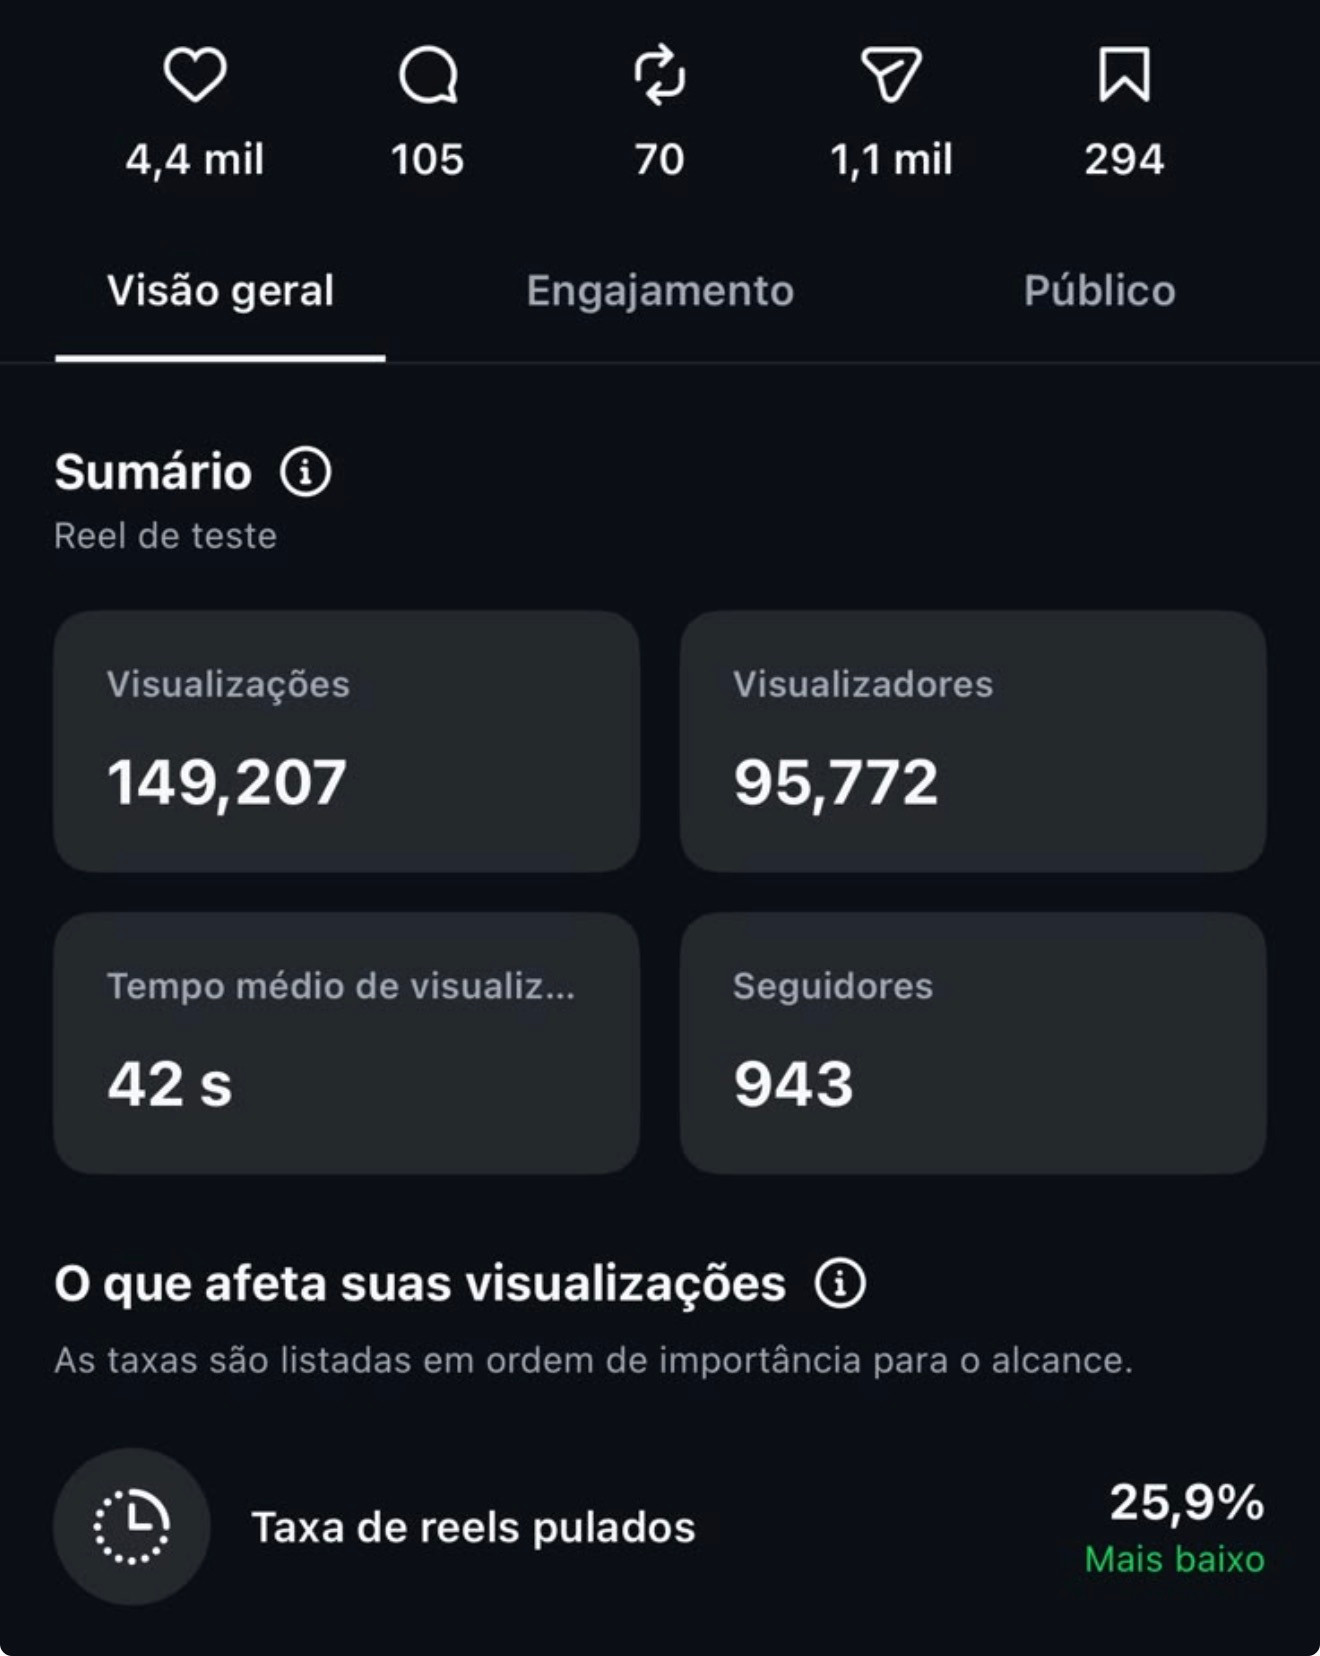 4,4 mil 105 70 1,1 mil 294
Visão geral Engajamento Público
Sumário
Reel de teste
Visualizações
149,207
Visualizadores
95,772
Tempo médio de visualiz...
42 s
Seguidores
943
O que afeta suas visualizações
As taxas são listadas em ordem de importância para o alcance.
Taxa de reels pulados
25,9%
Mais baixo